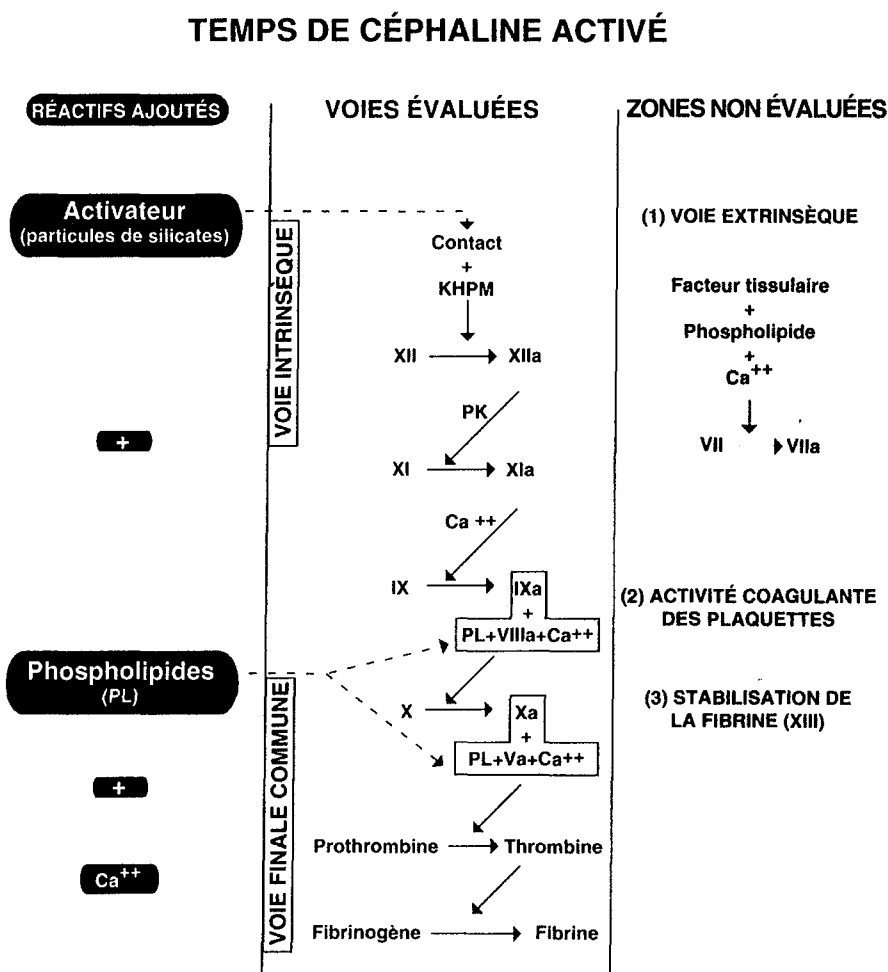 TEMPS DE CÉPHALINE ACTIVÉ
RÉACTIFS AJOUTÉS
Activateur
(particules de silicates)
+
Phospholipides
(PL)
+
Ca++
VOIES ÉVALUÉES
VOIE INTRINSÈQUE
Contact
+
KHPM
XII XIIa
PK
XI XIa
Ca ++
IX IXa
+
PL+VIIIa+Ca++
VOIE FINALE COMMUNE
X Xa
+
PL+Va+Ca++
Prothrombine Thrombine
Fibrinogène Fibrine
ZONES NON ÉVALUÉES
(1) VOIE EXTRINSÈQUE
Facteur tissulaire
+
Phospholipide
+
Ca++
VII VIIa
(2) ACTIVITÉ COAGULANTE
DES PLAQUETTES
(3) STABILISATION DE
LA FIBRINE (XIII)